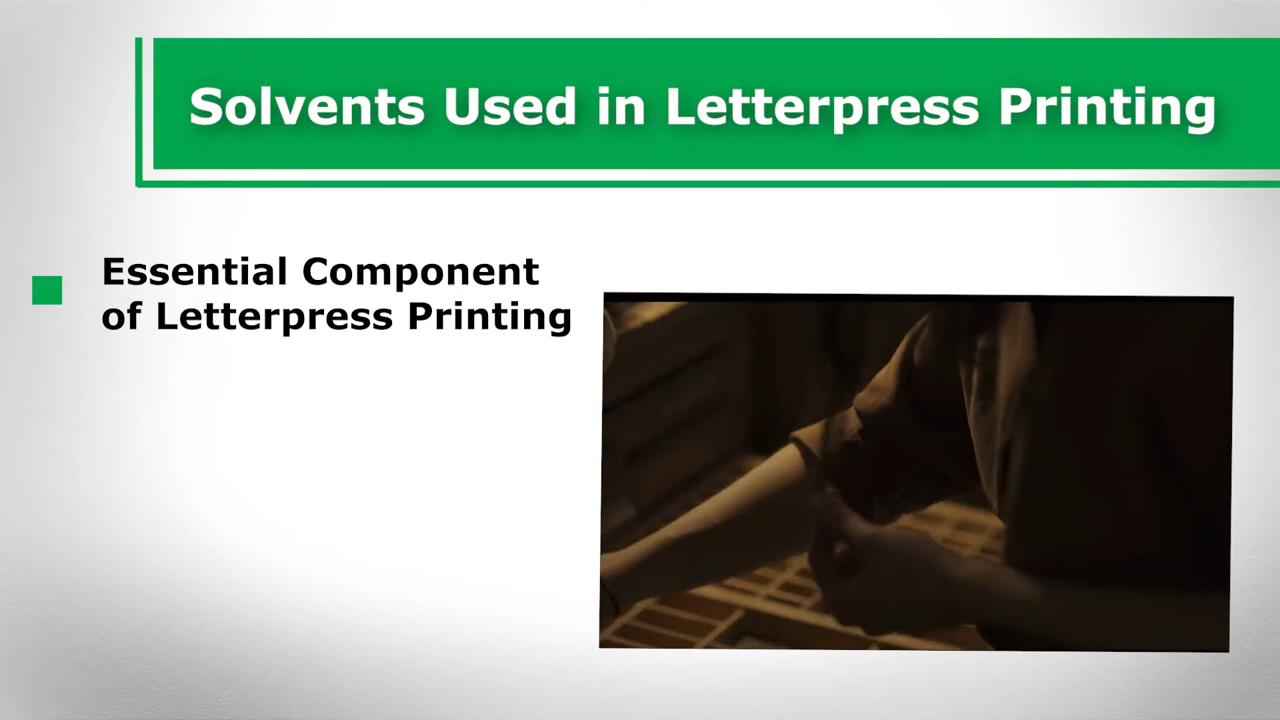 Solvents Used in Letterpress Printing
Essential Component
of Letterpress Printing